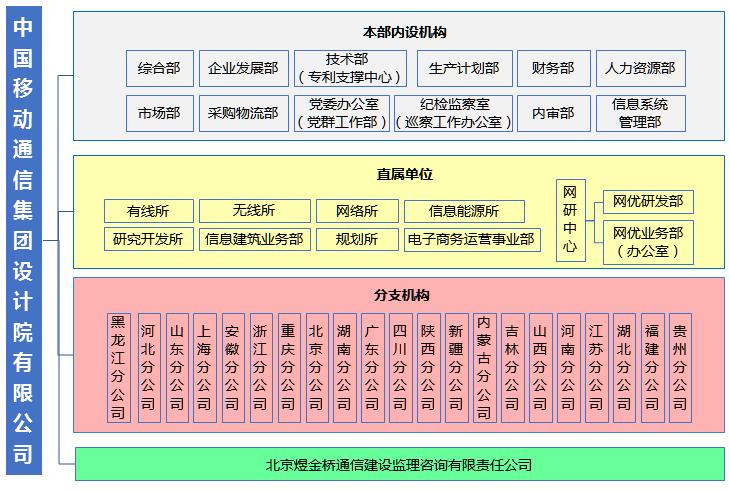 中国移动通信集团设计院有限公司
本部内设机构
综合部
企业发展部
技术部
（专利支撑中心）
生产计划部
财务部
人力资源部
市场部
采购物流部
党委办公室
（党群工作部）
纪检监察室
（巡察工作办公室）
内审部
信息系统
管理部
直属单位
有线所
无线所
网络所
信息能源所
研究开发所
信息建筑业务部
规划所
电子商务运营事业部
网研中心
网优研发部
网优业务部
（办公室）
分支机构
黑龙江分公司
河北分公司
山东分公司
上海分公司
安徽分公司
浙江分公司
重庆分公司
北京分公司
湖南分公司
广东分公司
四川分公司
陕西分公司
新疆分公司
内蒙古分公司
吉林分公司
山西分公司
河南分公司
江苏分公司
湖北分公司
福建分公司
贵州分公司
北京煜金桥通信建设监理咨询有限责任公司